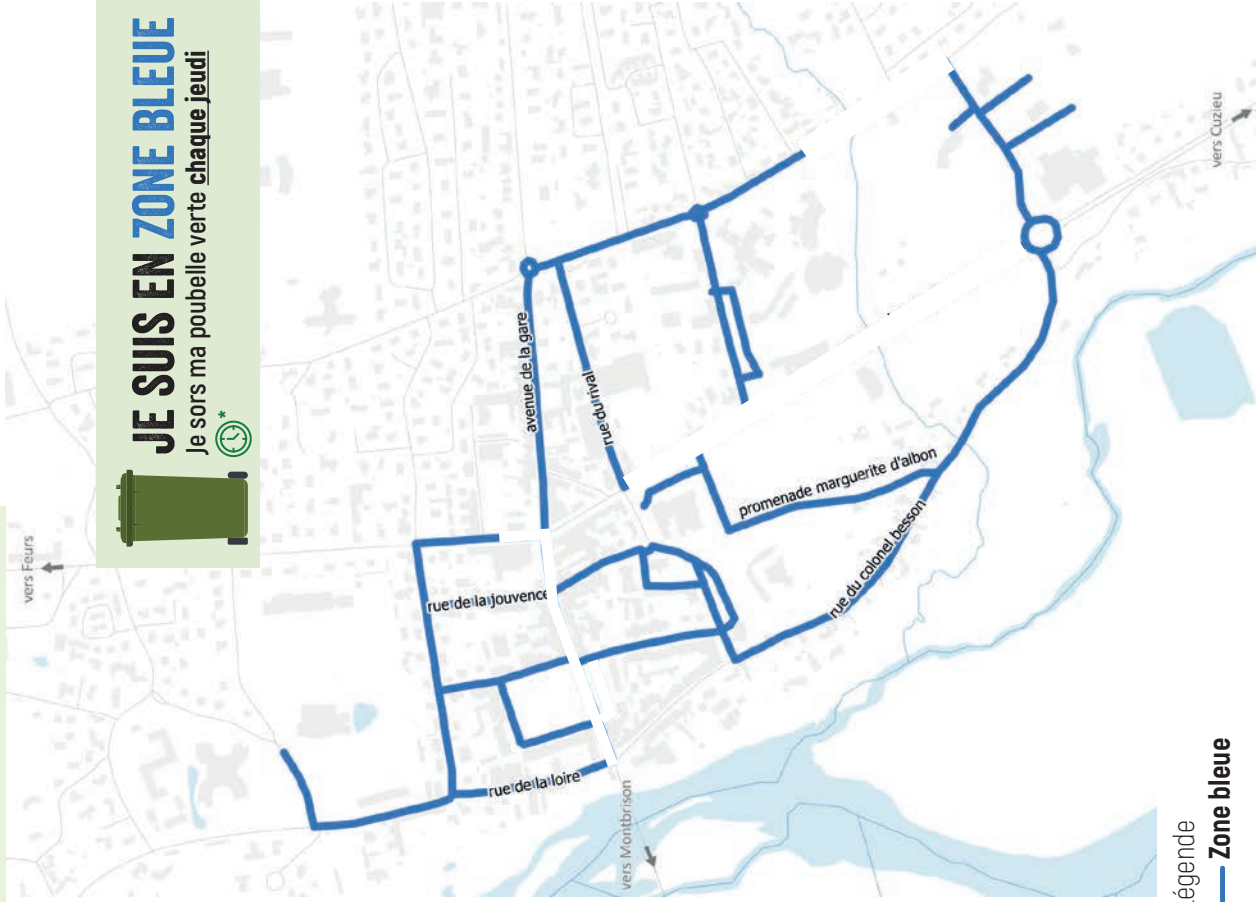 JE SUIS EN ZONE BLEUE
Je sors ma poubelle verte chaque jeudi
*
vers Feurs
avenue de la gare
rue du rival
rue de la jouvence
promenade marguerite d'albon
rue du colonel besson
rue de la loire
vers Montbrison
vers Cuzieu
Légende
Zone bleue